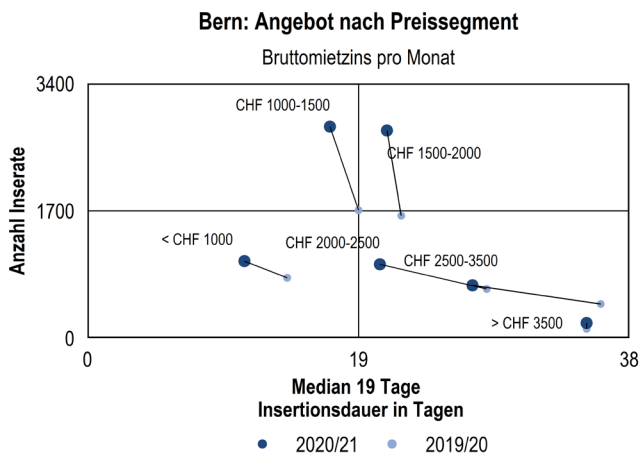 Bern: Angebot nach Preissegment
Bruttomietzins pro Monat
3400
CHF 1000-1500
CHF 1500-2000
Anzahl Inserate
1700
< CHF 1000
CHF 2000-2500
CHF 2500-3500
> CHF 3500
0
0
19
38
Median 19 Tage
Insertionsdauer in Tagen
2020/21
2019/20